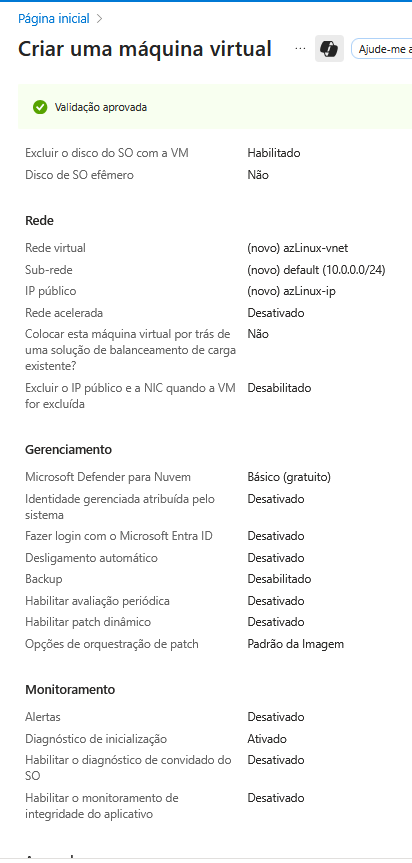 Página inicial
Criar uma máquina virtual ... Ajude-me a
Validação aprovada
Excluir o disco do SO com a VM Habilitado
Disco de SO efêmero Não
Rede
Rede virtual (novo) azLinux-vnet
Sub-rede (novo) default (10.0.0.0/24)
IP público (novo) azLinux-ip
Rede acelerada Desativado
Colocar esta máquina virtual por trás de Não
uma solução de balanceamento de carga
existente?
Excluir o IP público e a NIC quando a VM Desabilitado
for excluída
Gerenciamento
Microsoft Defender para Nuvem Básico (gratuito)
Identidade gerenciada atribuída pelo Desativado
sistema
Fazer login com o Microsoft Entra ID Desativado
Desligamento automático Desativado
Backup Desabilitado
Habilitar avaliação periódica Desativado
Habilitar patch dinâmico Desativado
Opções de orquestração de patch Padrão da Imagem
Monitoramento
Alertas Desativado
Diagnóstico de inicialização Ativado
Habilitar o diagnóstico de convidado do Desativado
SO
Habilitar o monitoramento de Desativado
integridade do aplicativo